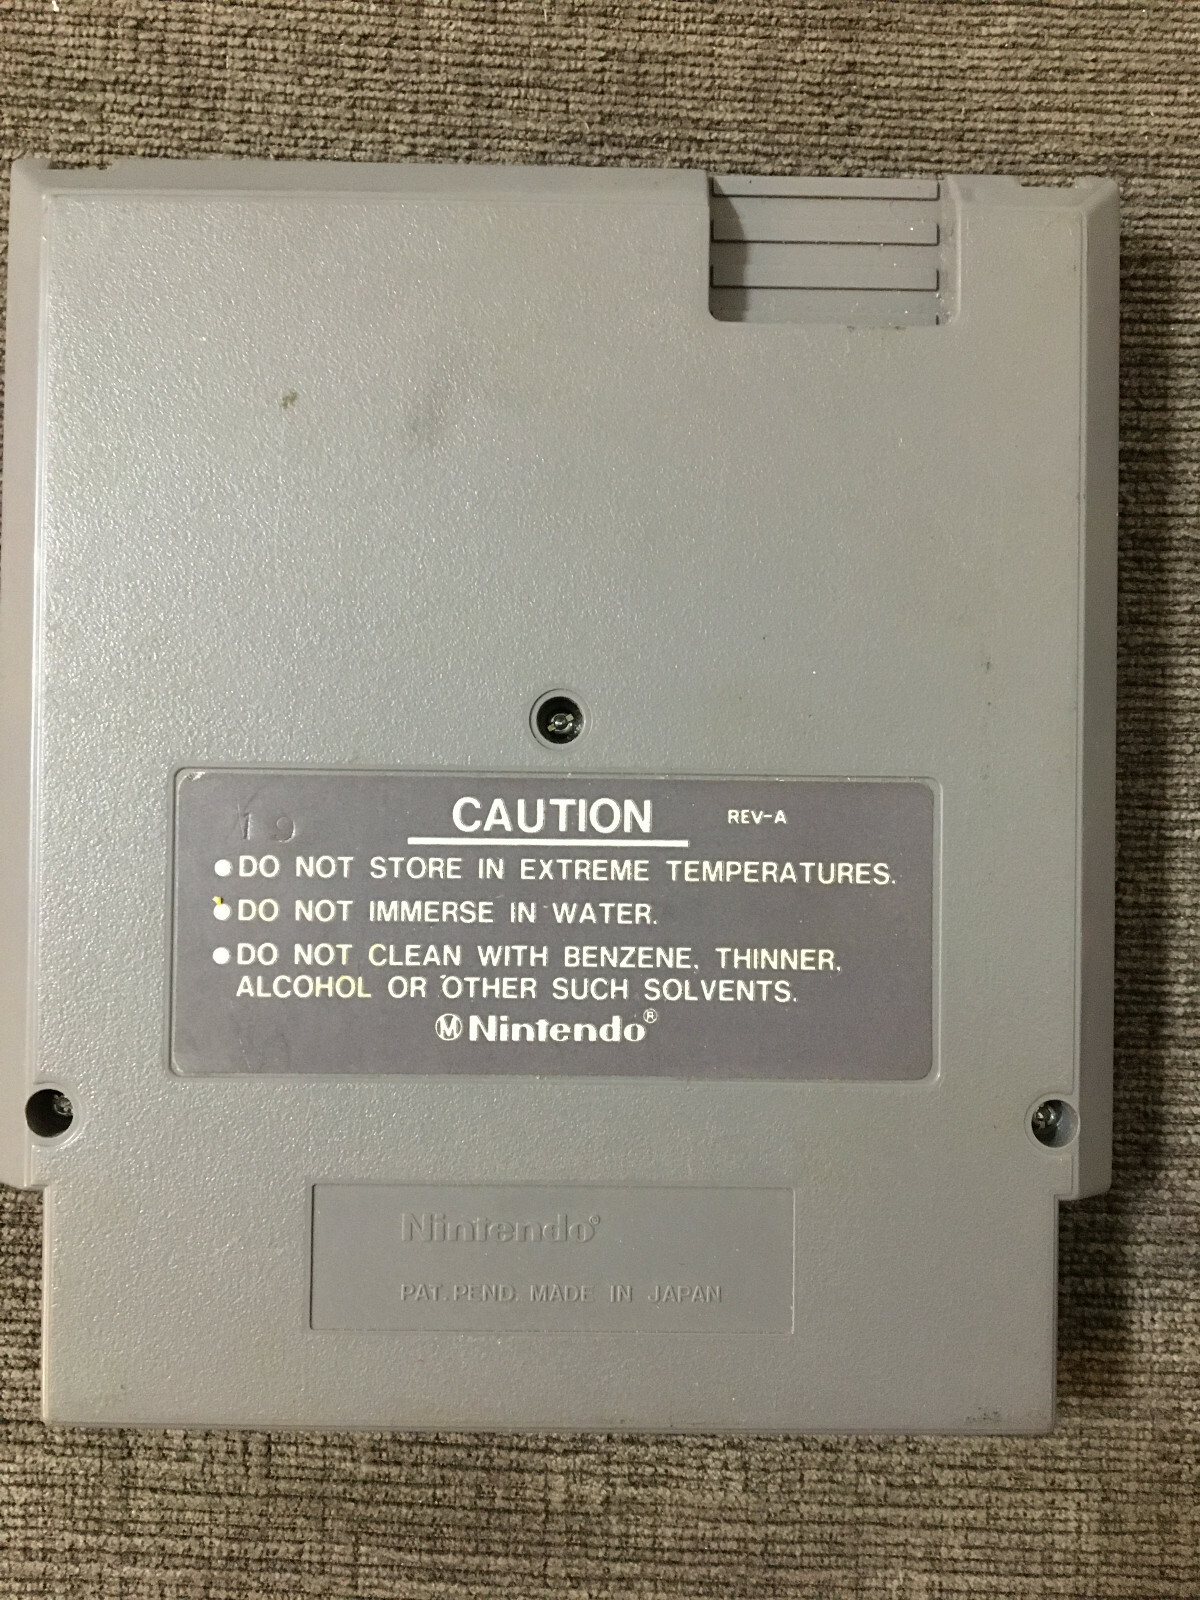 19
CAUTION REV-A
●DO NOT STORE IN EXTREME TEMPERATURES.
●DO NOT IMMERSE IN WATER.
●DO NOT CLEAN WITH BENZENE, THINNER,
ALCOHOL OR OTHER SUCH SOLVENTS.
Ⓜ Nintendo®
Nintendo®
PAT. PEND. MADE IN JAPAN